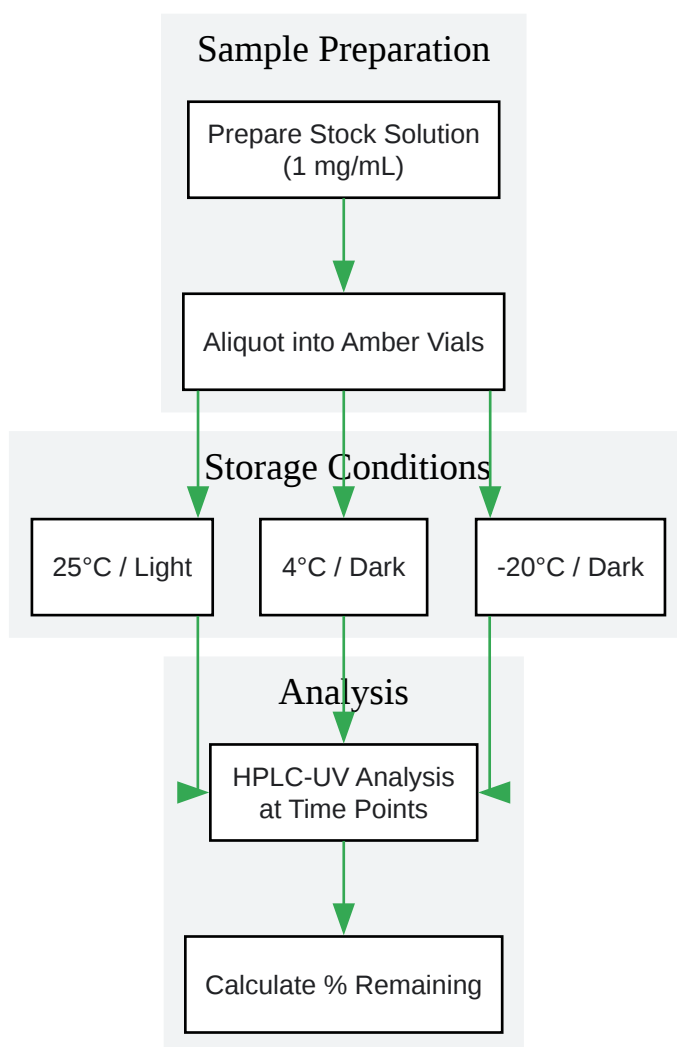 Sample Preparation
Prepare Stock Solution
(1 mg/mL)
Aliquot into Amber Vials
Storage Conditions
25°C / Light
4°C / Dark
-20°C / Dark
Analysis
HPLC-UV Analysis
at Time Points
Calculate % Remaining